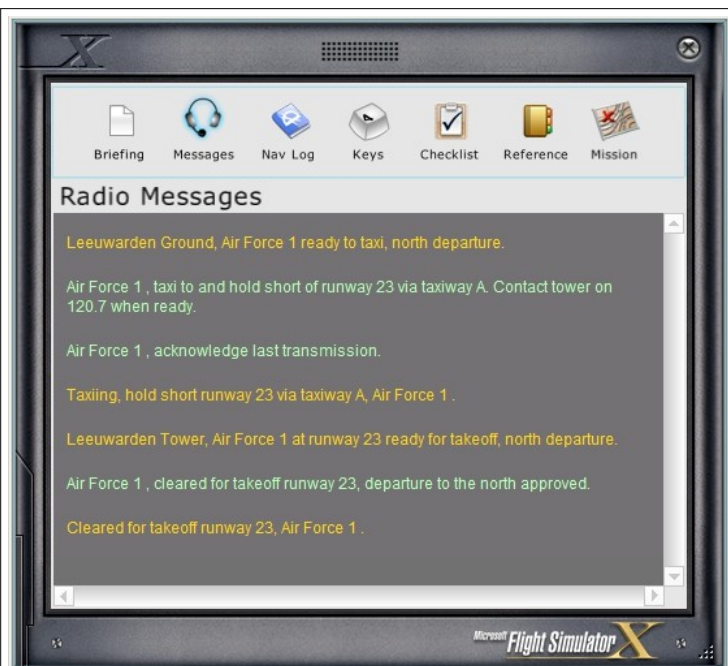 X
Briefing Messages Nav Log Keys Checklist Reference Mission
Radio Messages
Leeuwarden Ground, Air Force 1 ready to taxi, north departure.
Air Force 1 , taxi to and hold short of runway 23 via taxiway A. Contact tower on
120.7 when ready.
Air Force 1 , acknowledge last transmission.
Taxiing, hold short runway 23 via taxiway A, Air Force 1 .
Leeuwarden Tower, Air Force 1 at runway 23 ready for takeoff, north departure.
Air Force 1 , cleared for takeoff runway 23, departure to the north approved.
Cleared for takeoff runway 23, Air Force 1 .
Microsoft Flight Simulator X